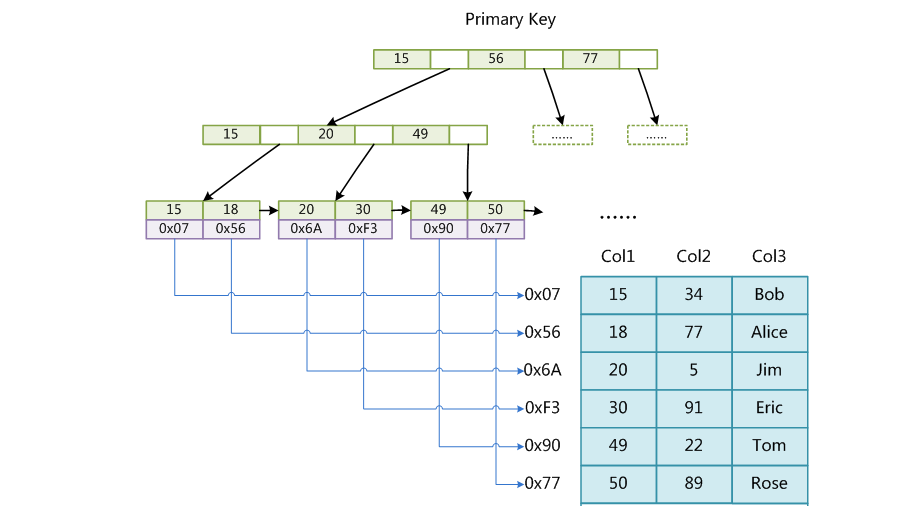 Primary Key
15 56 77
15 20 49 ...... ......
15 18 20 30 49 50
0x07 0x56 0x6A 0xF3 0x90 0x77 ......
Col1 Col2 Col3
0x07 15 34 Bob
0x56 18 77 Alice
0x6A 20 5 Jim
0xF3 30 91 Eric
0x90 49 22 Tom
0x77 50 89 Rose